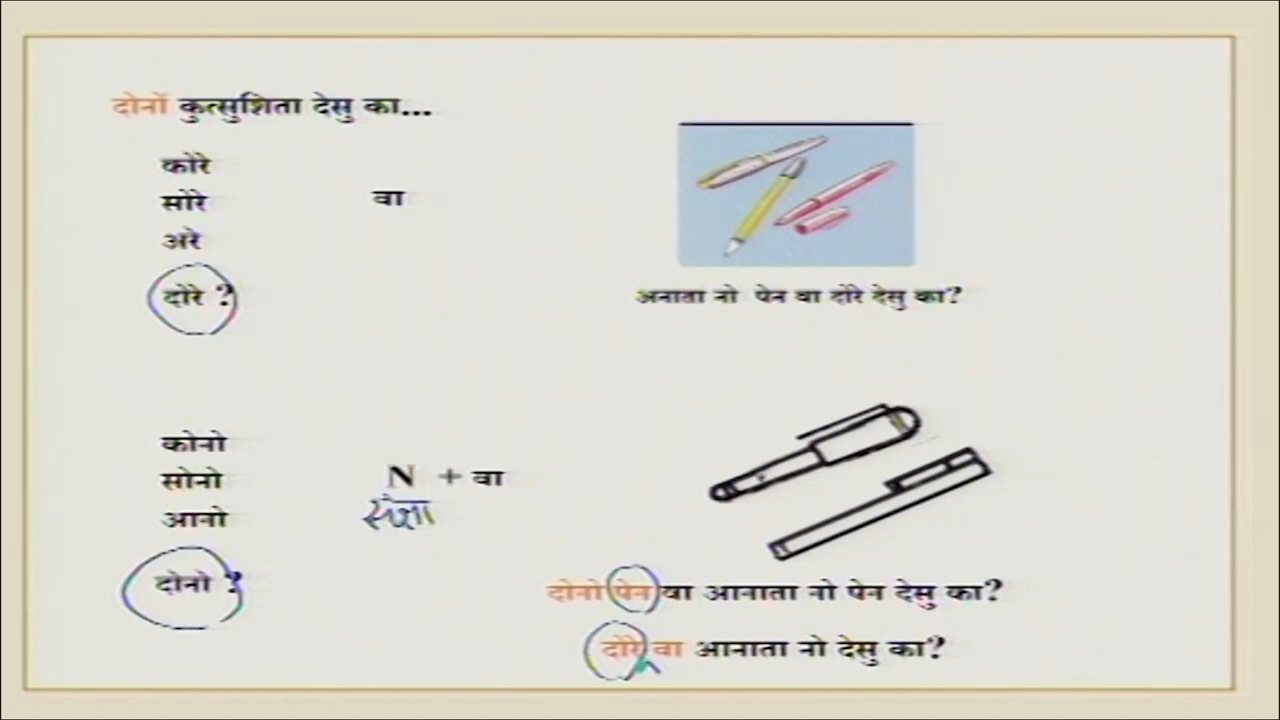 दोनों कुत्सुशिता देसु का...
कोरे
सोरे वा
अरे
दोरे ?
अनाता नो पेन वा दोरे देसु का?
कोनो
सोनो N + वा
आनो संज्ञा
दोनो ?
दोनो पेन वा आनाता नो पेन देसु का?
दोरे वा आनाता नो देसु का?